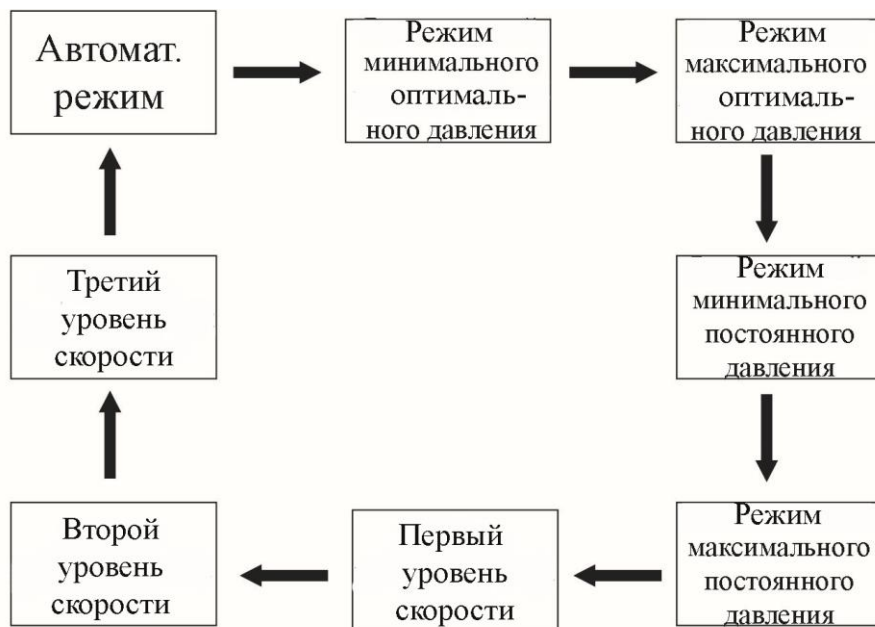 Автомат.
режим
Режим
минимального
оптималь-
ного давления
Режим
максимального
оптималь-
ного давления
Режим
минимального
постоянного
давления
Режим
максимального
постоянного
давления
Первый
уровень
скорости
Второй
уровень
скорости
Третий
уровень
скорости